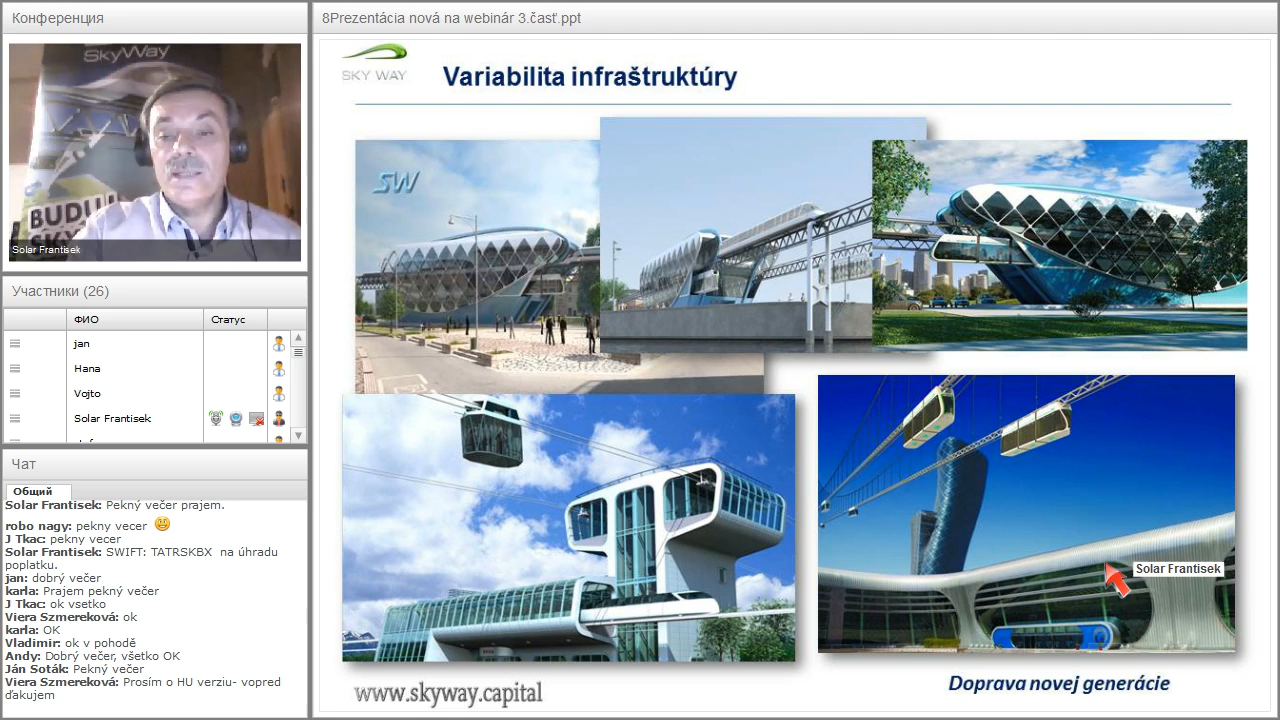 Конференция
SkyWay
BUDUJ
Solar Frantisek
Участники (26)
ФИО
Статус
jan
Hana
Vojto
Solar Frantisek
Чат
Общий
Solar Frantisek: Pekný večer prajem.
robo nagy: pekny vecer
J Tkac: pekny vecer
Solar Frantisek: SWIFT: TATRSKBX na úhradu
poplatku.
jan: dobrý večer
karla: Prajem pekný večer
J Tkac: ok vsetko
Viera Szmereková: ok
karla: OK
Vladimir: ok v pohodě
Andy: Dobrý večer, všetko OK
Ján Soták: Pekný večer
Viera Szmereková: Prosím o HU verziu- vopred
ďakujem
8Prezentácia nová na webinár 3.časť.ppt
SKY WAY
Variabilita infraštruktúry
SW
Solar Frantisek
www.skyway.capital
Doprava novej generácie